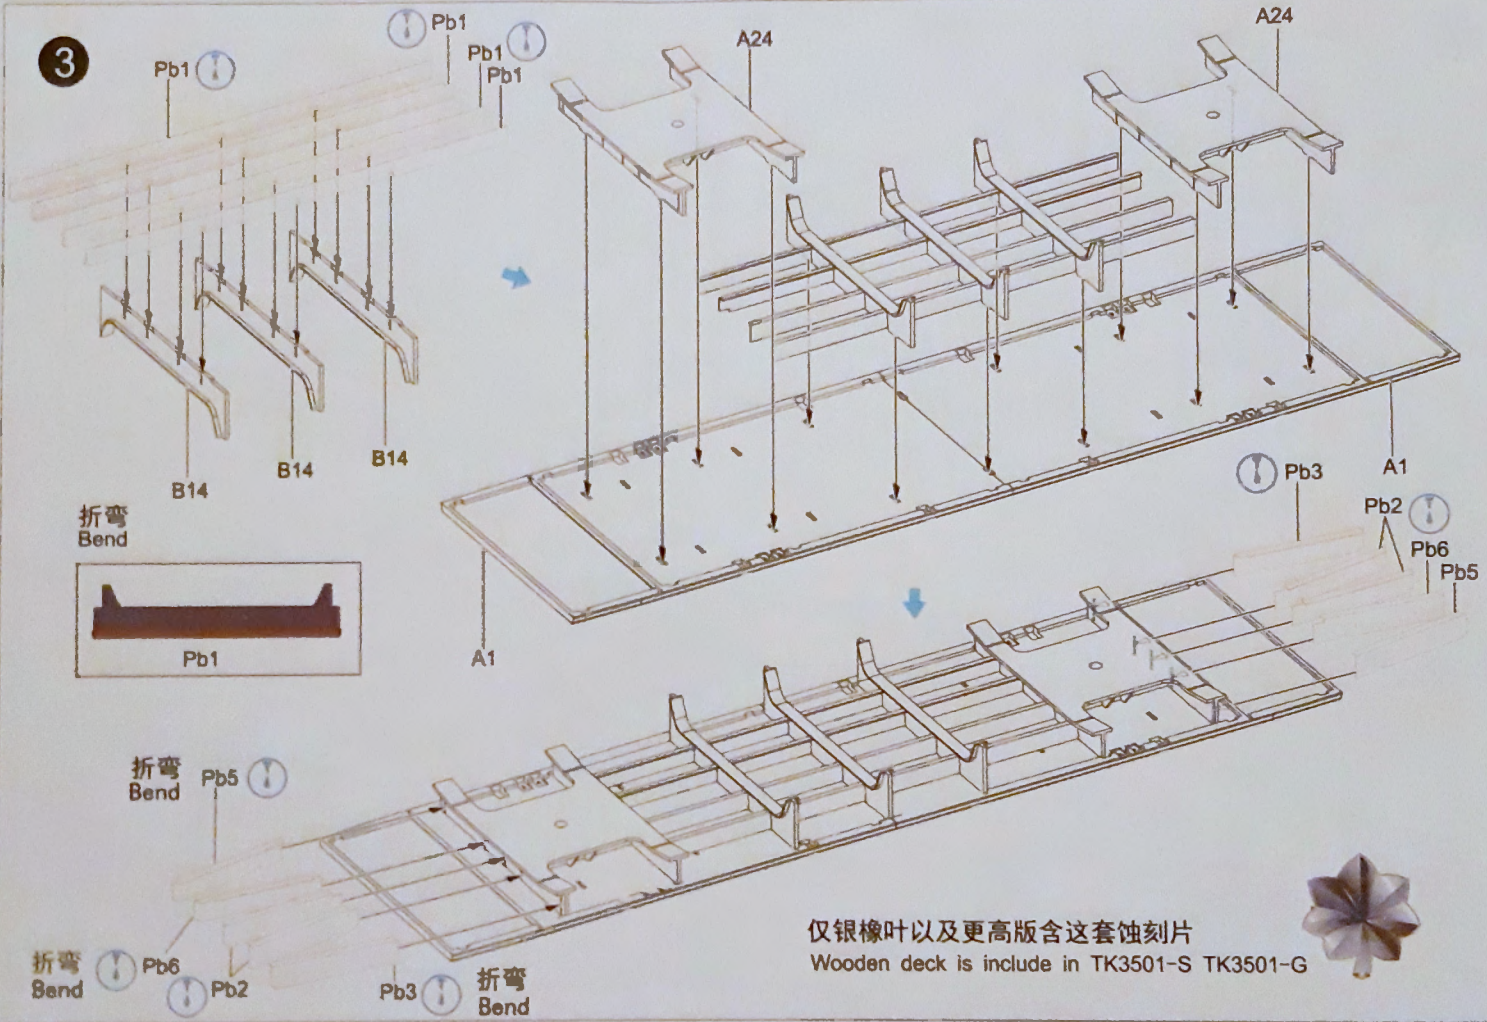 3
Pb1
Pb1
Pb1
Pb1
A24
A24
B14
B14
B14
折弯
Bend
Pb1
A1
A1
Pb3
Pb2
Pb6
Pb5
折弯
Bend
Pb5
折弯
Bend
Pb6
Pb2
Pb3
折弯
Bend
仅银橡叶以及更高版含这套蚀刻片
Wooden deck is include in TK3501-S TK3501-G